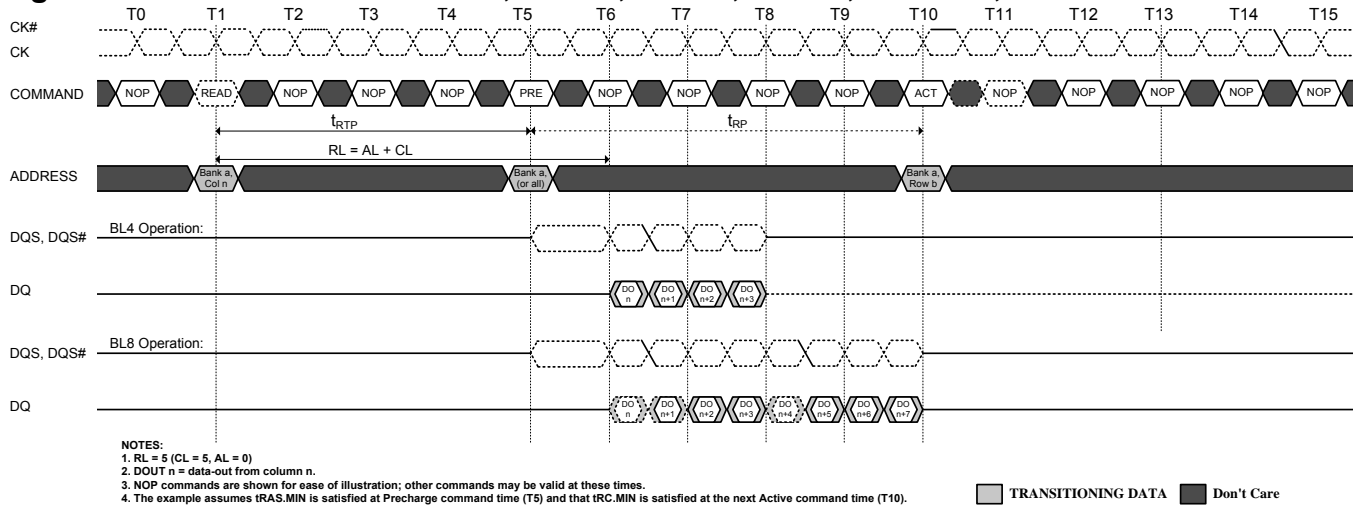 T0 T1 T2 T3 T4 T5 T6 T7 T8 T9 T10 T11 T12 T13 T14 T15
CK#
CK
COMMAND NOP READ NOP NOP NOP PRE NOP NOP NOP NOP ACT NOP NOP NOP NOP NOP
tRTP tRP
RL = AL + CL
ADDRESS
Bank a, Bank a, Bank a,
Col n (or all) Row b
BL4 Operation:
DQS, DQS#
DQ
DO DO DO DO
n n+1 n+2 n+3
BL8 Operation:
DQS, DQS#
DQ
DO DO DO DO DO DO DO DO
n n+1 n+2 n+3 n+4 n+5 n+6 n+7
NOTES:
1. RL = 5 (CL = 5, AL = 0)
2. DOUT n = data-out from column n.
3. NOP commands are shown for ease of illustration; other commands may be valid at these times.
4. The example assumes tRAS.MIN is satisfied at Precharge command time (T5) and that tRC.MIN is satisfied at the next Active command time (T10).
TRANSITIONING DATA Don't Care